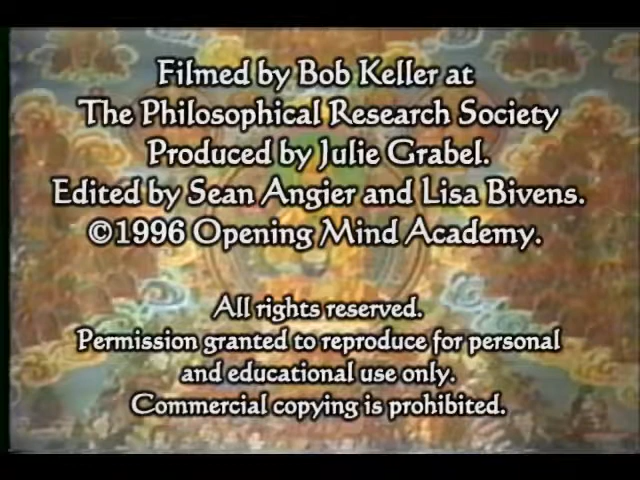 Filmed by Bob Keller at
The Philosophical Research Society
Produced by Julie Grabel.
Edited by Sean Angier and Lisa Bivens.
©1996 Opening Mind Academy.
All rights reserved.
Permission granted to reproduce for personal
and educational use only.
Commercial copying is prohibited.